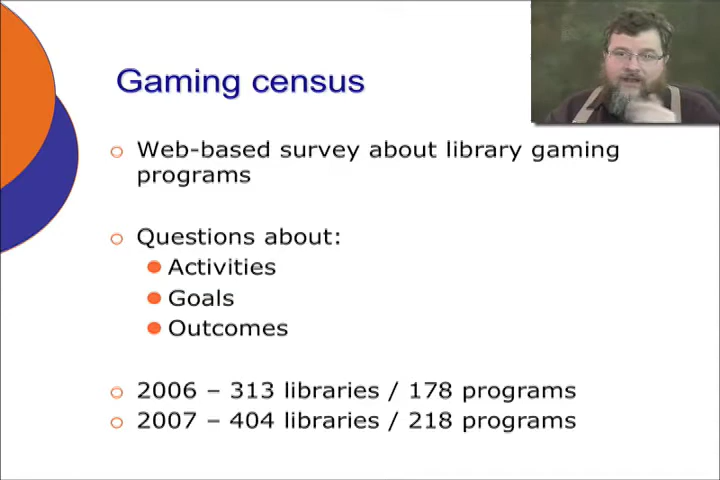 Gaming census
Web-based survey about library gaming
programs
Questions about:
Activities
Goals
Outcomes
2006 – 313 libraries / 178 programs
2007 – 404 libraries / 218 programs